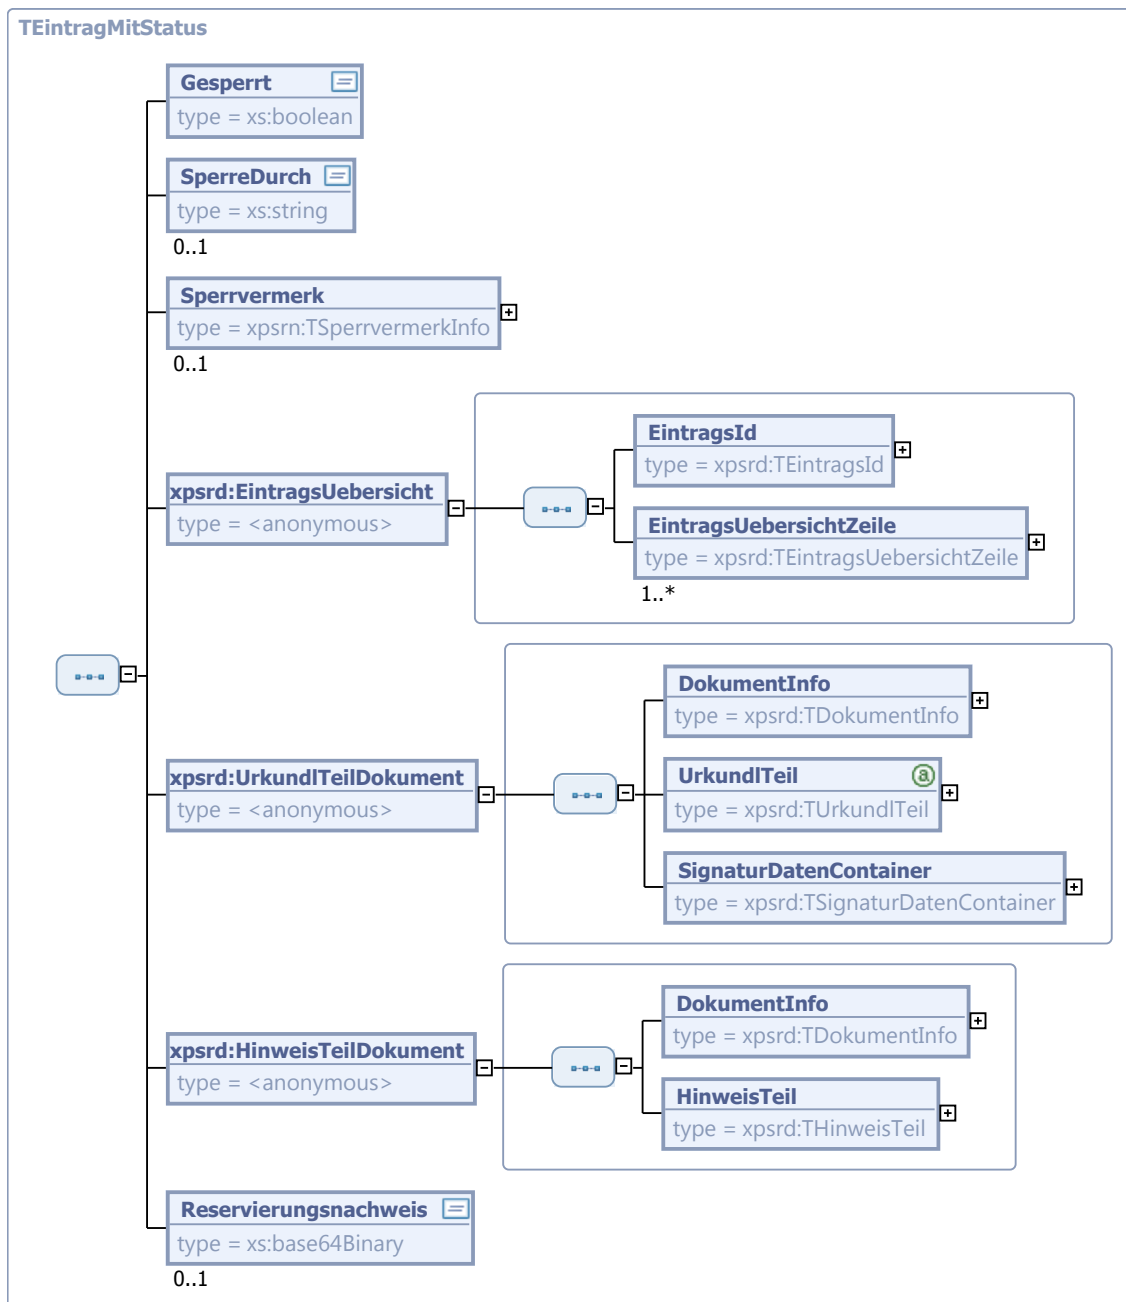 TEintragMitStatus
Gesperrt
type = xs:boolean
SperreDurch
type = xs:string
0..1
Sperrvermerk
type = xpsrn:TSperrvermerkInfo
0..1
xpsrd:EintragsUebersicht
type = <anonymous>
EintragsId
type = xpsrd:TEintragsId
EintragsUebersichtZeile
type = xpsrd:TEintragsUebersichtZeile
1..*
xpsrd:UrkundlTeilDokument
type = <anonymous>
DokumentInfo
type = xpsrd:TDokumentInfo
UrkundlTeil
type = xpsrd:TUrkundlTeil
SignaturDatenContainer
type = xpsrd:TSignaturDatenContainer
xpsrd:HinweisTeilDokument
type = <anonymous>
DokumentInfo
type = xpsrd:TDokumentInfo
HinweisTeil
type = xpsrd:THinweisTeil
Reservierungsnachweis
type = xs:base64Binary
0..1